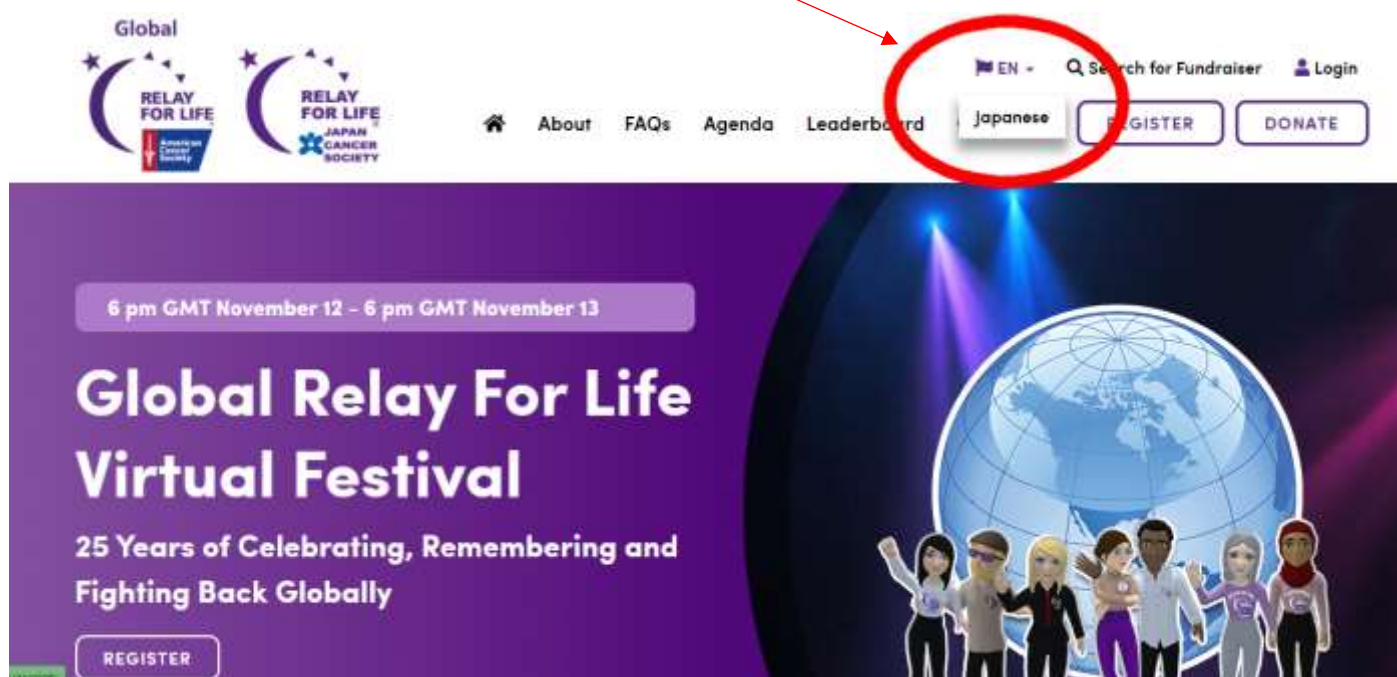 Global
RELAY
FOR LIFE
American
Cancer
Society
RELAY
FOR LIFE
JAPAN
CANCER
SOCIETY
EN
Search for Fundraiser
Login
About FAQs Agenda Leaderboard
Japanese
REGISTER
DONATE
6 pm GMT November 12 – 6 pm GMT November 13
Global Relay For Life
Virtual Festival
25 Years of Celebrating, Remembering and
Fighting Back Globally
REGISTER